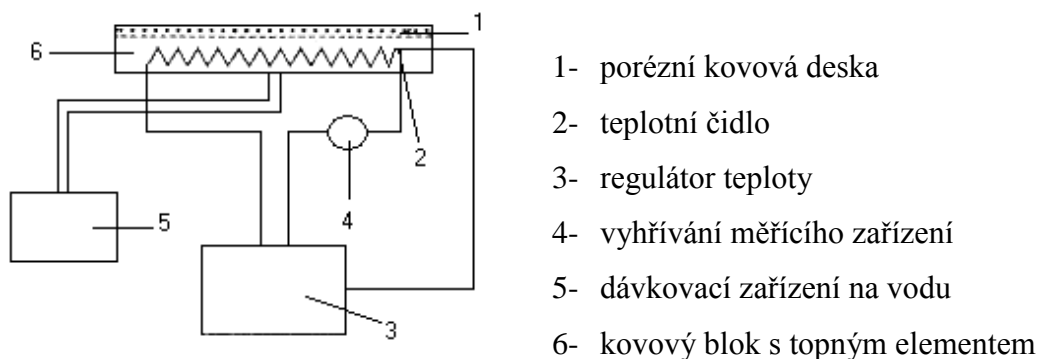 1
6
2
4
5
3
1- porézní kovová deska
2- teplotní čidlo
3- regulátor teploty
4- vyhřívání měřícího zařízení
5- dávkovací zařízení na vodu
6- kovový blok s topným elementem